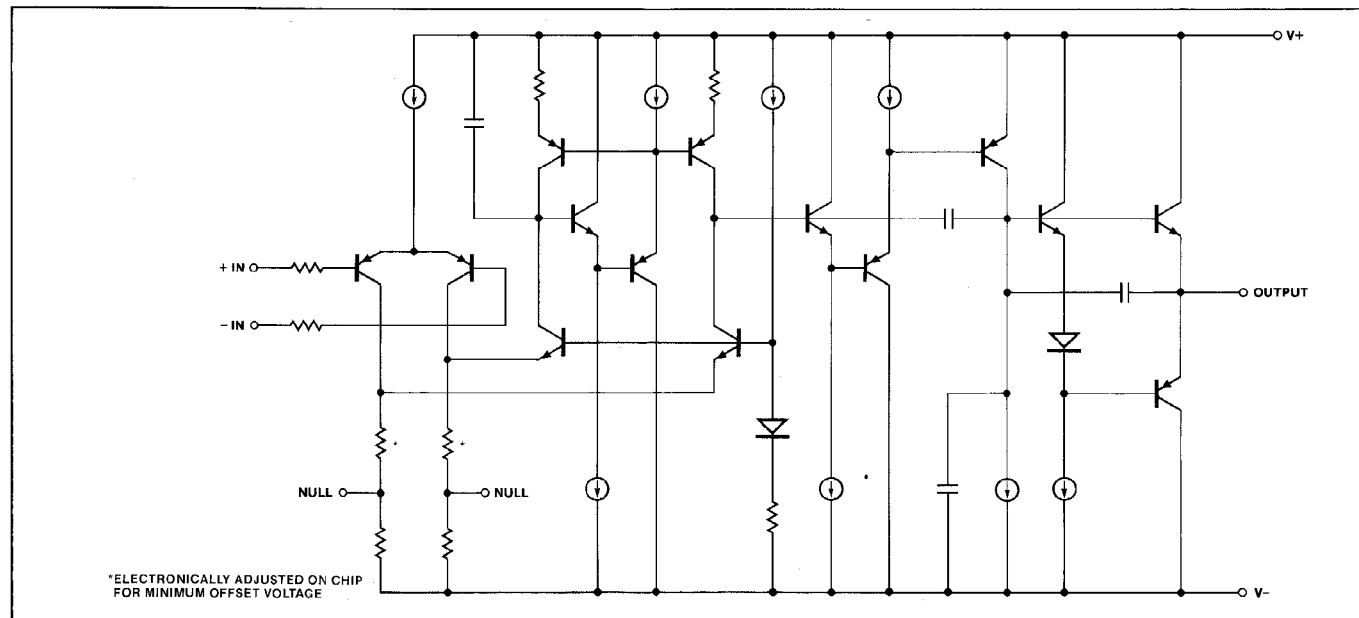 V+
+ IN
- IN
OUTPUT
*
*
NULL
NULL
*ELECTRONICALLY ADJUSTED ON CHIP
FOR MINIMUM OFFSET VOLTAGE
V-